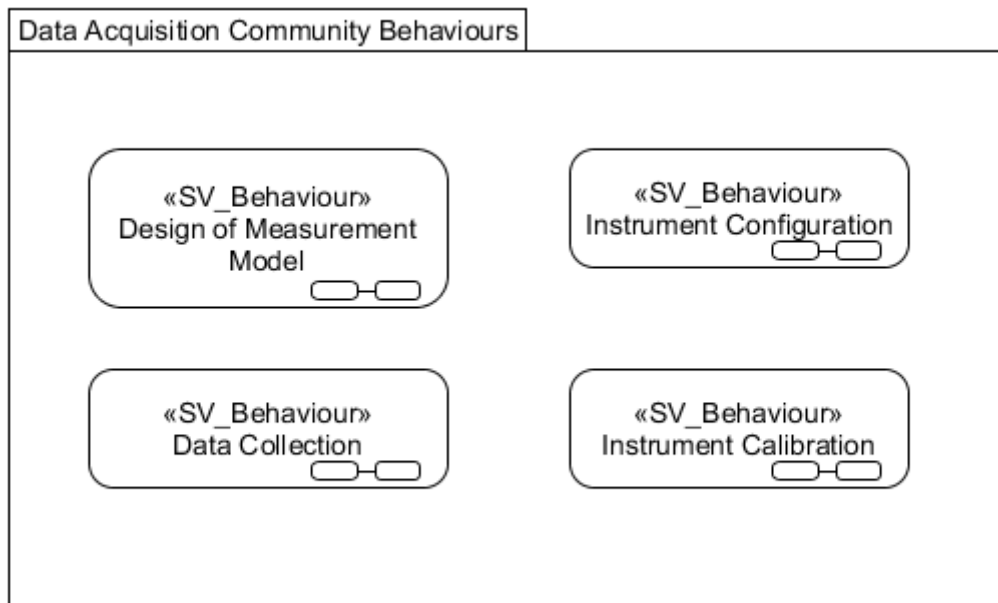 Data Acquisition Community Behaviours
«SV_Behaviour»
Design of Measurement
Model
«SV_Behaviour»
Instrument Configuration
«SV_Behaviour»
Data Collection
«SV_Behaviour»
Instrument Calibration